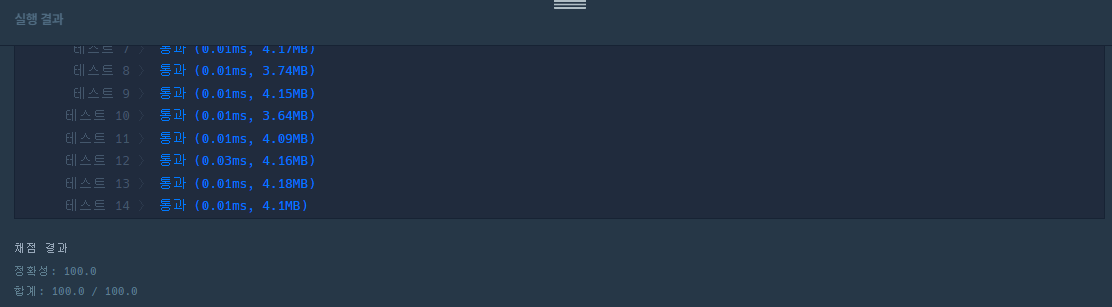 실행 결과
테스트 7 〉 통과 (0.01ms, 4.17MB)
테스트 8 〉 통과 (0.01ms, 3.74MB)
테스트 9 〉 통과 (0.01ms, 4.15MB)
테스트 10 〉 통과 (0.01ms, 3.64MB)
테스트 11 〉 통과 (0.01ms, 4.09MB)
테스트 12 〉 통과 (0.03ms, 4.16MB)
테스트 13 〉 통과 (0.01ms, 4.18MB)
테스트 14 〉 통과 (0.01ms, 4.1MB)
채점 결과
정확성: 100.0
합계: 100.0 / 100.0